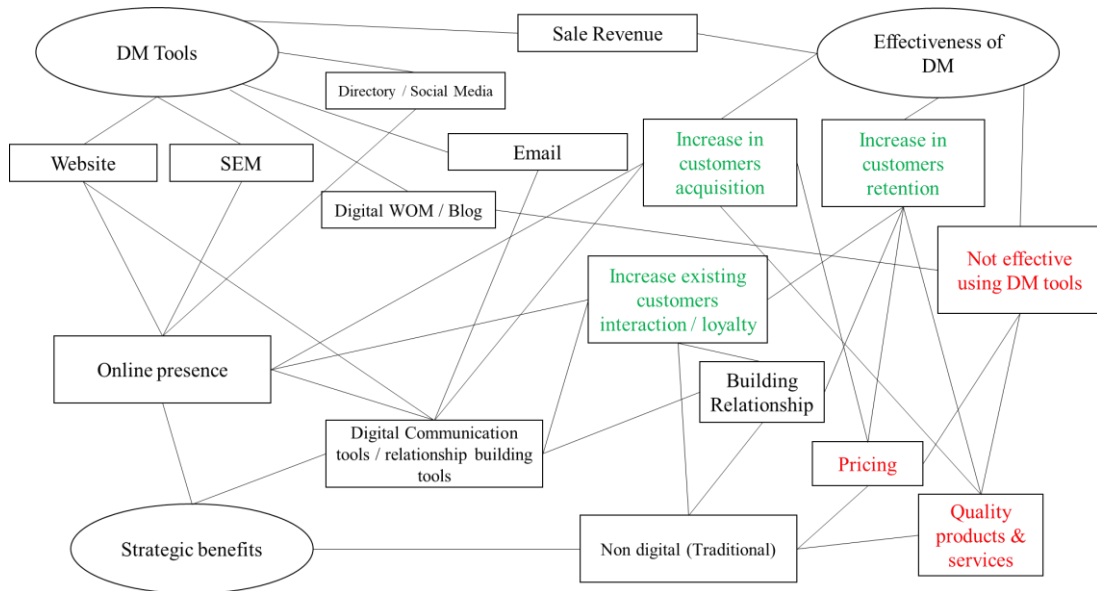 DM Tools
Sale Revenue
Effectiveness of
DM
Directory / Social Media
Website
SEM
Email
Increase in
customers
acquisition
Increase in
customers
retention
Digital WOM / Blog
Not effective
using DM tools
Increase existing
customers
interaction / loyalty
Online presence
Building
Relationship
Digital Communication
tools / relationship building
tools
Pricing
Strategic benefits
Non digital (Traditional)
Quality
products &
services